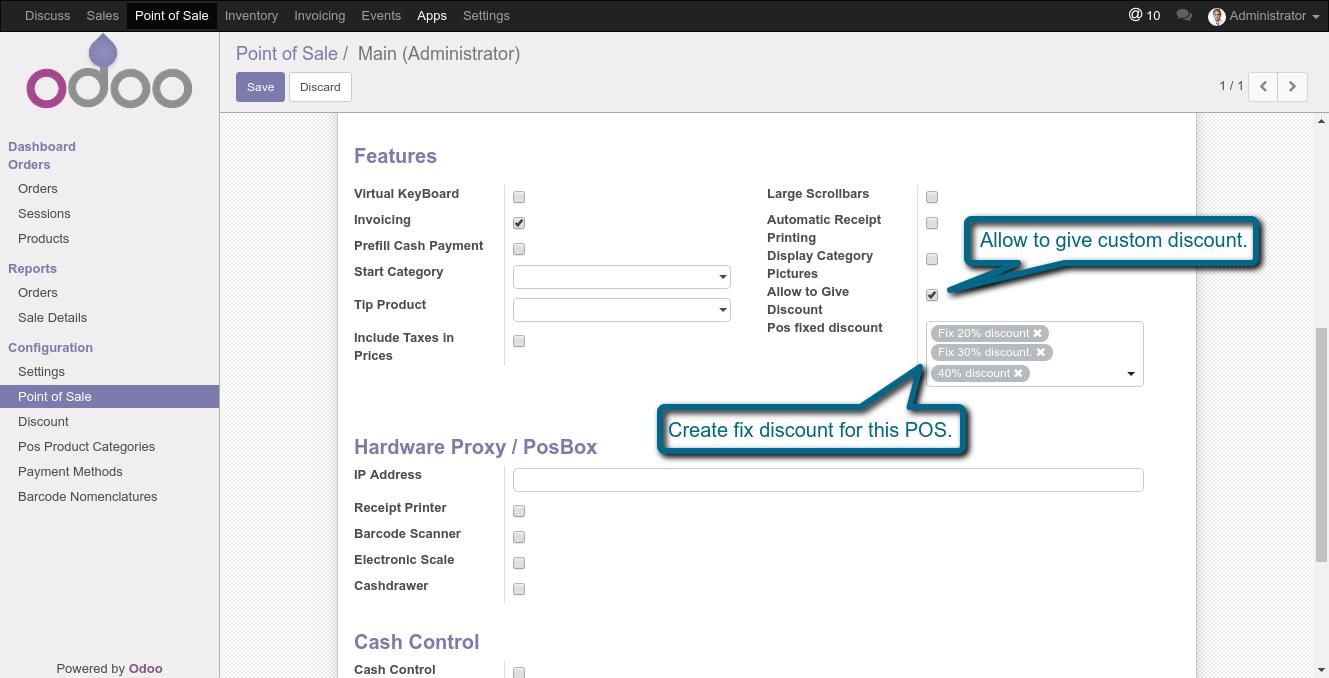 Discuss Sales Point of Sale Inventory Invoicing Events Apps Settings @ 10 Administrator
odoo
Dashboard
Orders
Orders
Sessions
Products
Reports
Orders
Sale Details
Configuration
Settings
Point of Sale
Discount
Pos Product Categories
Payment Methods
Barcode Nomenclatures
Powered by Odoo
Point of Sale / Main (Administrator)
Save Discard
1 / 1
Features
Virtual KeyBoard
Invoicing
Prefill Cash Payment
Start Category
Tip Product
Include Taxes in
Prices
Large Scrollbars
Automatic Receipt
Printing
Display Category
Pictures
Allow to Give
Discount
Pos fixed discount
Fix 20% discount
Fix 30% discount.
40% discount
Allow to give custom discount.
Create fix discount for this POS.
Hardware Proxy / PosBox
IP Address
Receipt Printer
Barcode Scanner
Electronic Scale
Cashdrawer
Cash Control
Cash Control